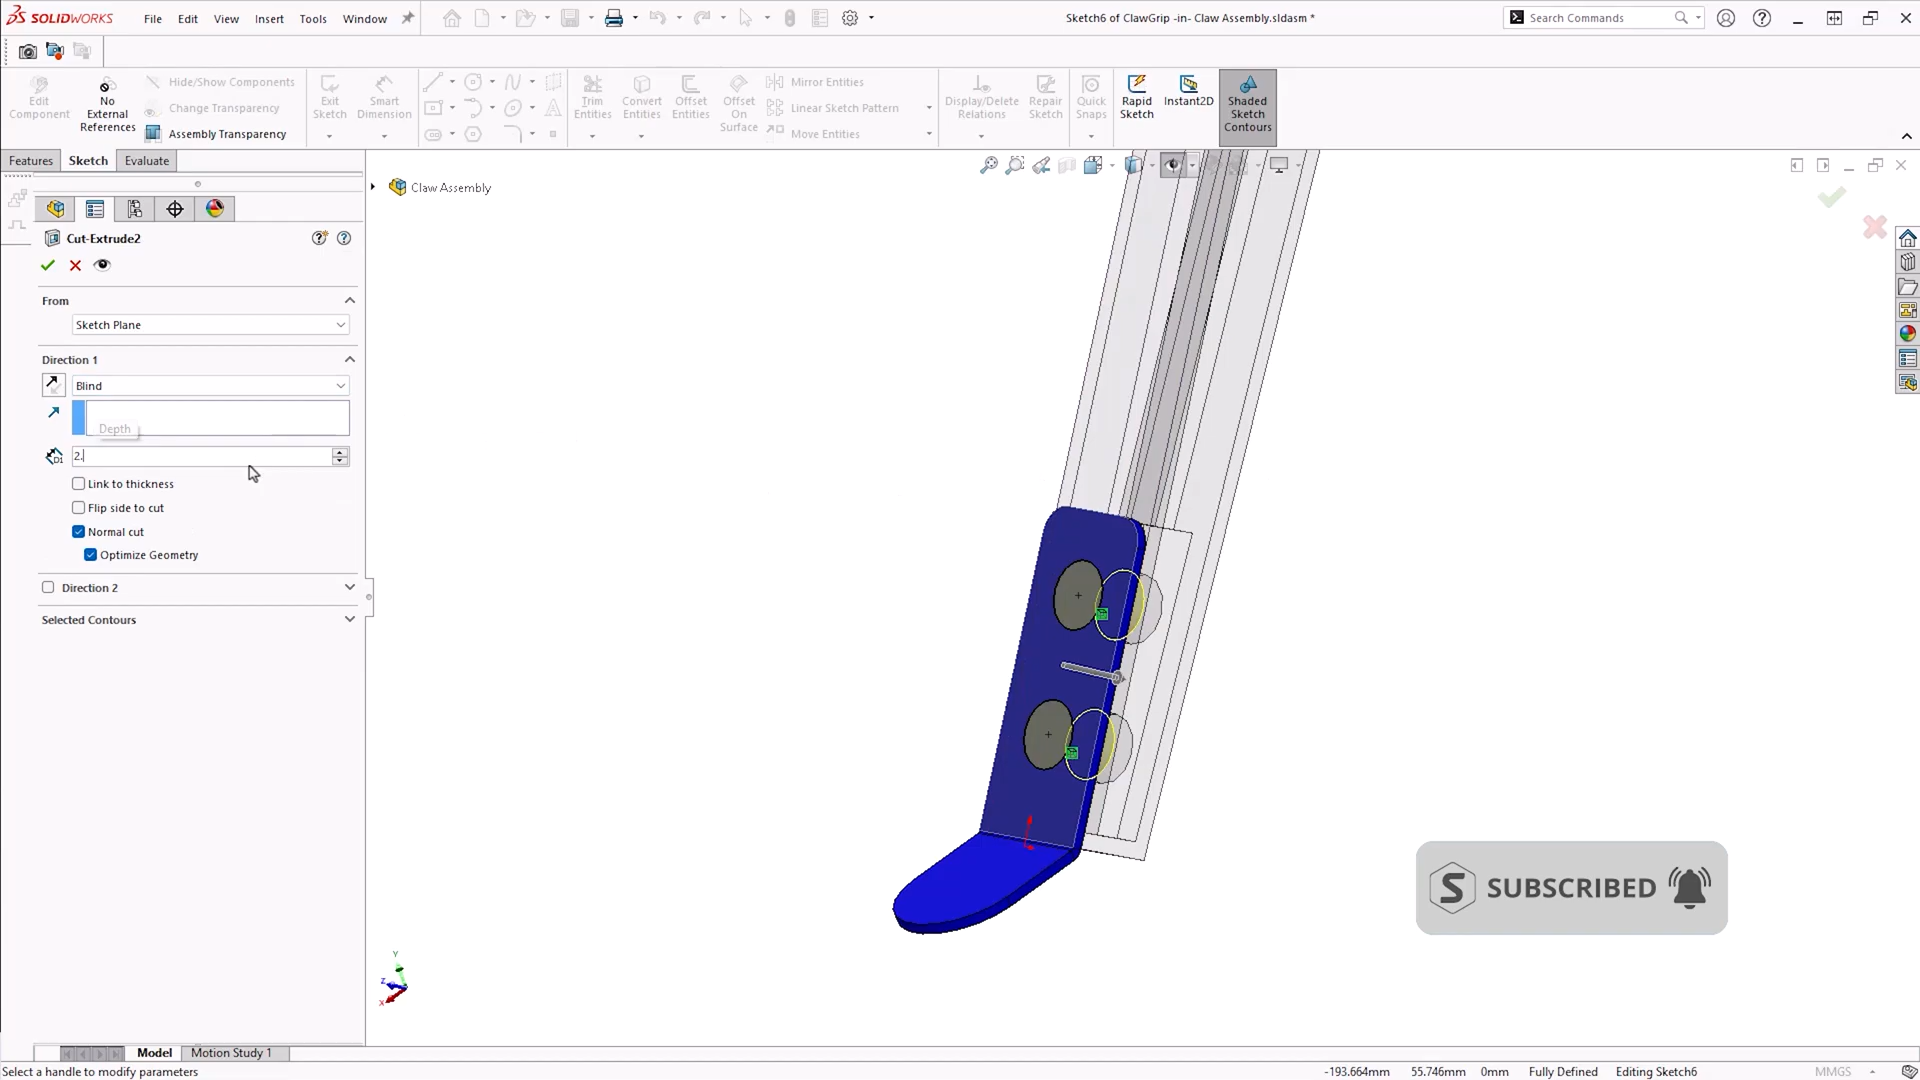 SOLIDWORKS File Edit View Insert Tools Window Sketch6 of ClawGrip -in- Claw Assembly.sldasm * Search Commands
Edit Component
No External References
Hide/Show Components
Change Transparency
Assembly Transparency
Exit Sketch
Smart Dimension
Trim Entities
Convert Entities
Offset Entities
Offset On Surface
Mirror Entities
Linear Sketch Pattern
Move Entities
Display/Delete Relations
Repair Sketch
Quick Snaps
Rapid Sketch
Instant2D
Shaded Sketch Contours
Features Sketch Evaluate
Claw Assembly
Cut-Extrude2
From
Sketch Plane
Direction 1
Blind
Depth
D1
2.
Link to thickness
Flip side to cut
Normal cut
Optimize Geometry
Direction 2
Selected Contours
S SUBSCRIBED
Y
Z
X
Model Motion Study 1
Select a handle to modify parameters -193.664mm 55.746mm 0mm Fully Defined Editing Sketch6 MMGS